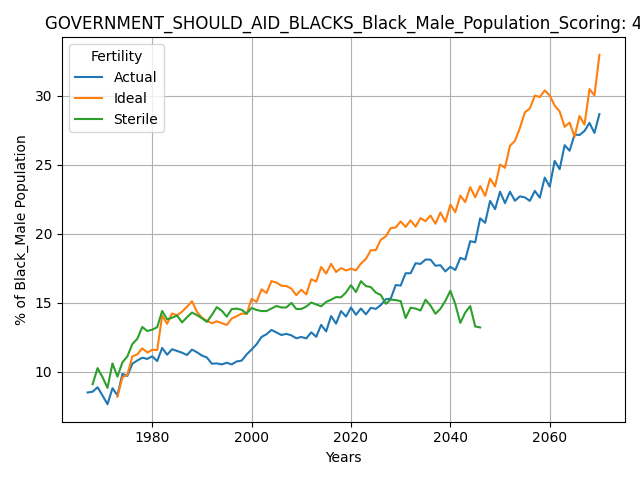 GOVERNMENT_SHOULD_AID_BLACKS_Black_Male_Population_Scoring: 4
Fertility
Actual
Ideal
Sterile
% of Black_Male Population
30
25
20
15
10
1980
2000
2020
2040
2060
Years